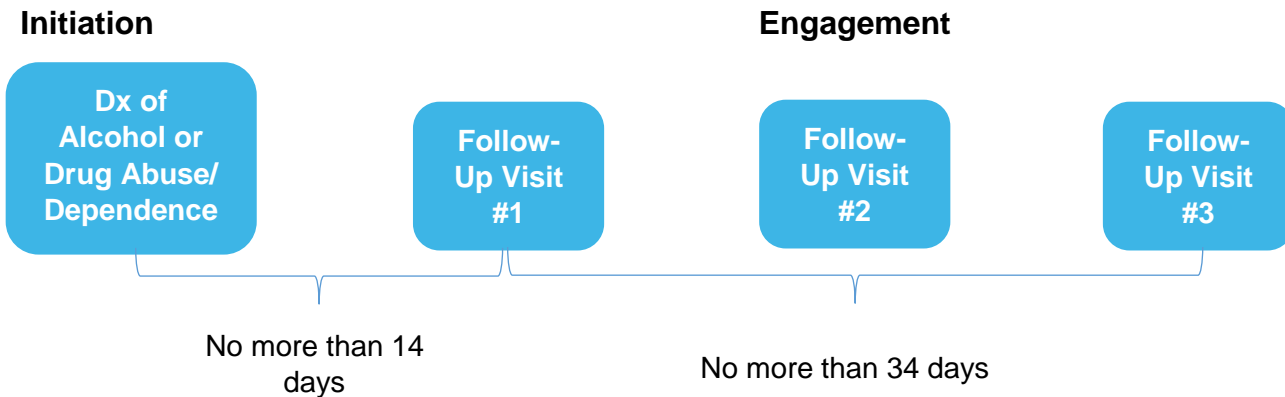 Initiation
Engagement
Dx of
Alcohol or
Drug Abuse/
Dependence
Follow-
Up Visit
#1
Follow-
Up Visit
#2
Follow-
Up Visit
#3
No more than 14
days
No more than 34 days